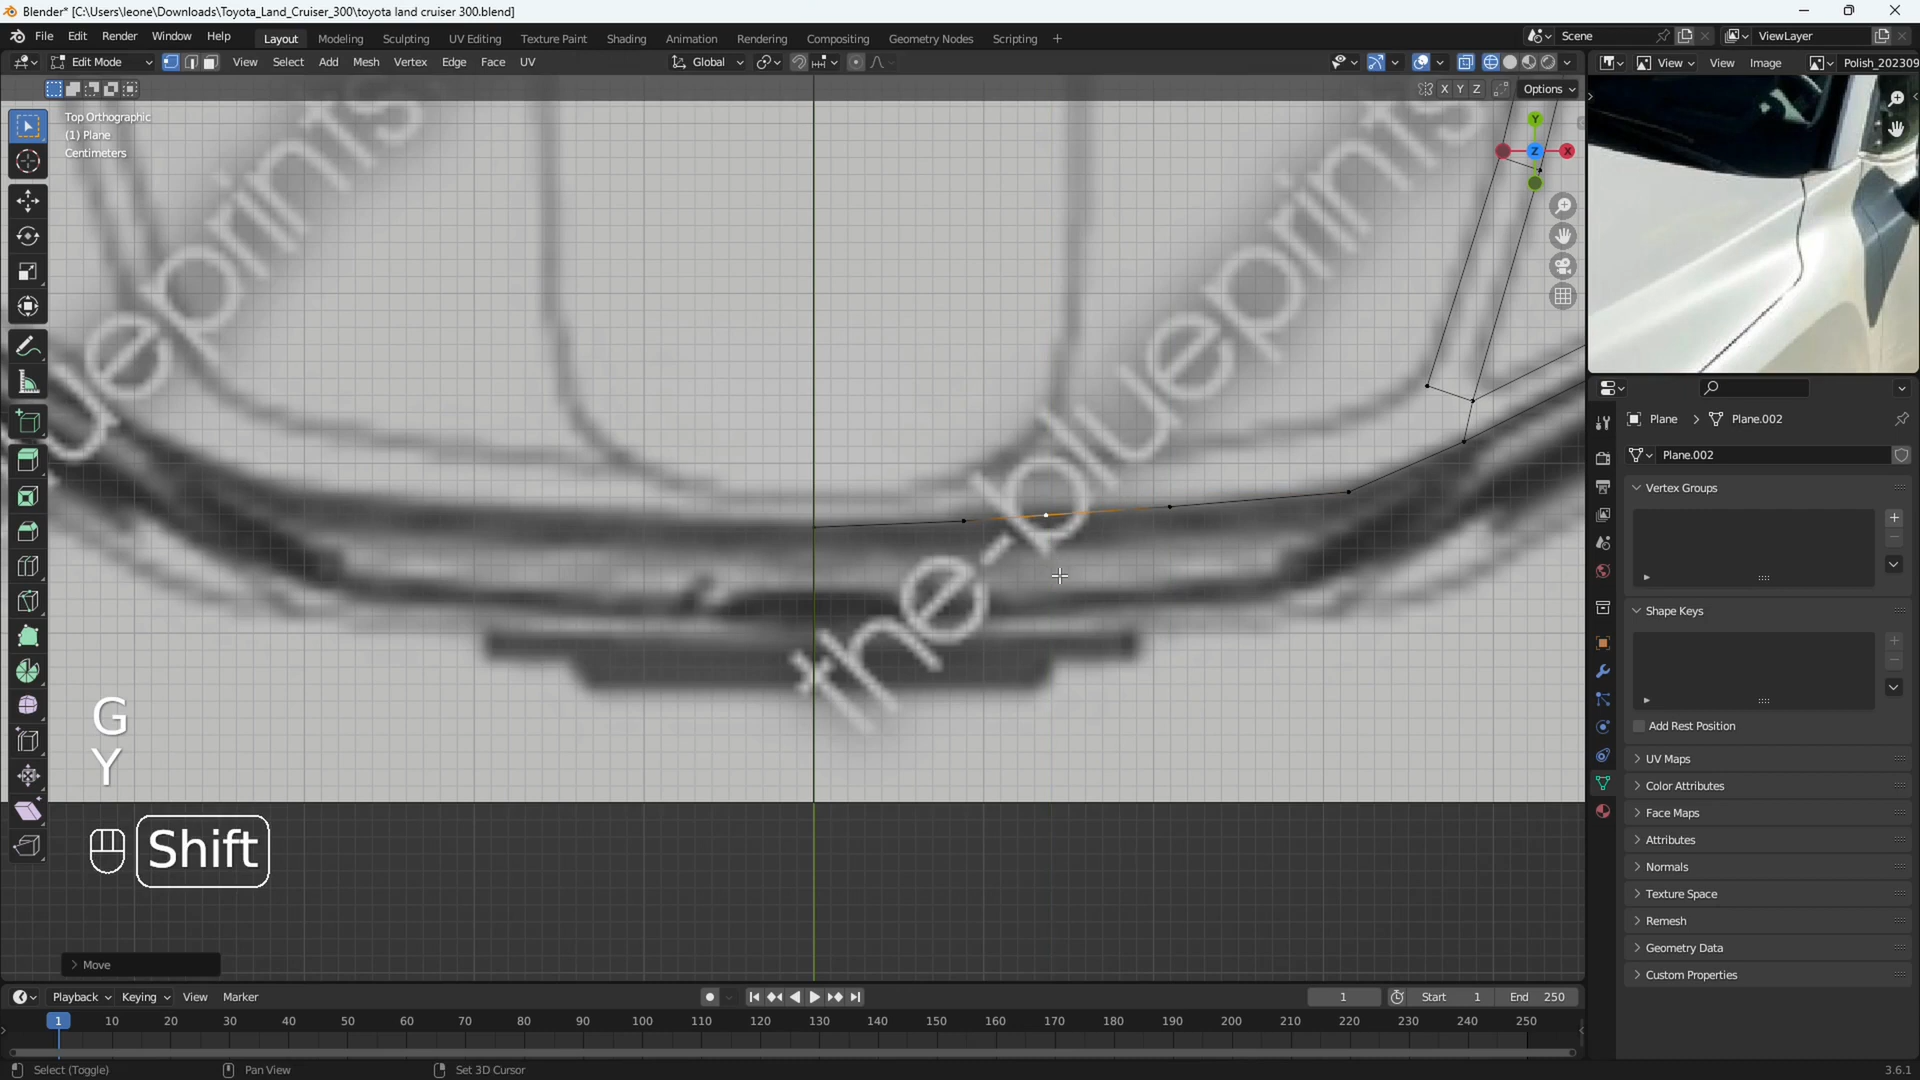 Blender* [C:\Users\leone\Downloads\Toyota_Land_Cruiser_300\toyota land cruiser 300.blend]
File Edit Render Window Help Layout Modeling Sculpting UV Editing Texture Paint Shading Animation Rendering Compositing Geometry Nodes Scripting + Scene ViewLayer
Edit Mode View Select Add Mesh Vertex Edge Face UV Global View View Image Polish_202309
X Y Z Options
Top Orthographic
(1) Plane
Centimeters
Y
Z X
ueprints
the-blueprints
Plane > Plane.002
Plane.002
Vertex Groups
Shape Keys
Add Rest Position
UV Maps
Color Attributes
Face Maps
Attributes
Normals
Texture Space
Remesh
Geometry Data
Custom Properties
G
Y
Shift
> Move
Playback Keying View Marker 1 Start 1 End 250
1 10 20 30 40 50 60 70 80 90 100 110 120 130 140 150 160 170 180 190 200 210 220 230 240 250
Select (Toggle) Pan View Set 3D Cursor 3.6.1